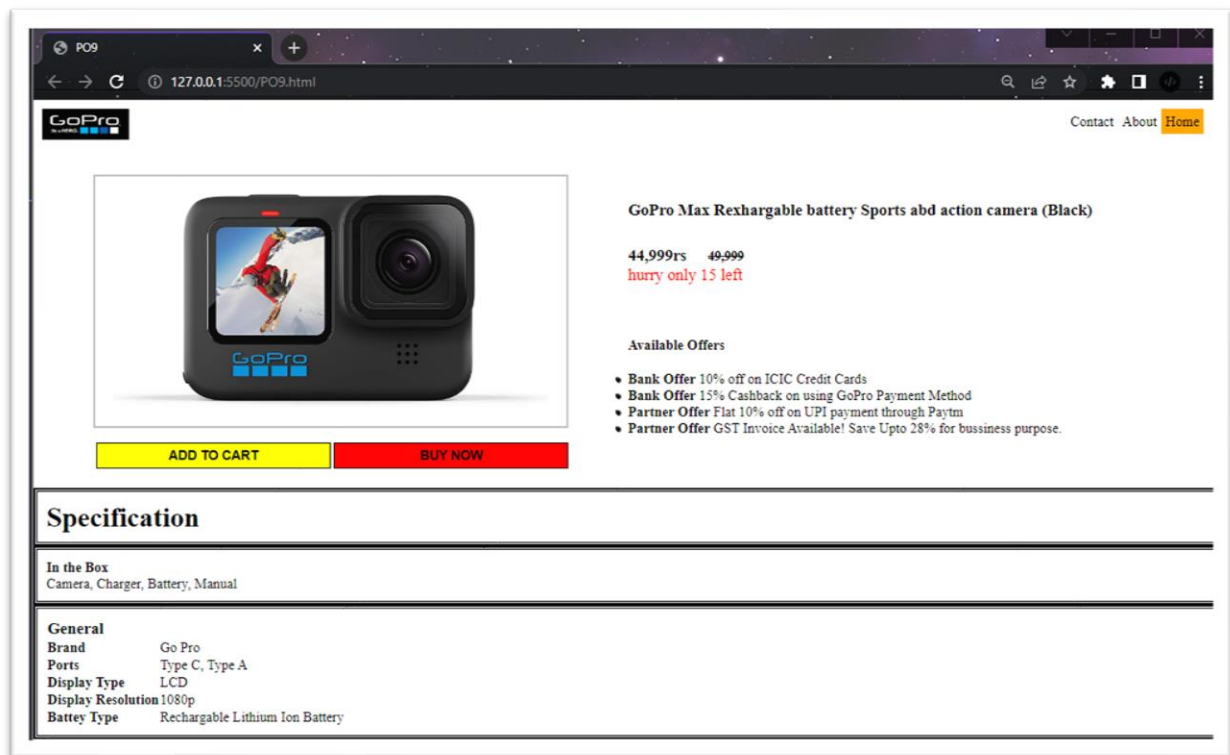 PO9
127.0.0.1:5500/PO9.html
GoPro
Contact About Home
GoPro
GoPro Max Rexhargable battery Sports abd action camera (Black)
44,999rs 49,999
hurry only 15 left
Available Offers
Bank Offer 10% off on ICIC Credit Cards
Bank Offer 15% Cashback on using GoPro Payment Method
Partner Offer Flat 10% off on UPI payment through Paytm
Partner Offer GST Invoice Available! Save Upto 28% for bussiness purpose.
ADD TO CART BUY NOW
Specification
In the Box
Camera, Charger, Battery, Manual
General
Brand Go Pro
Ports Type C, Type A
Display Type LCD
Display Resolution 1080p
Battey Type Rechargable Lithium Ion Battery